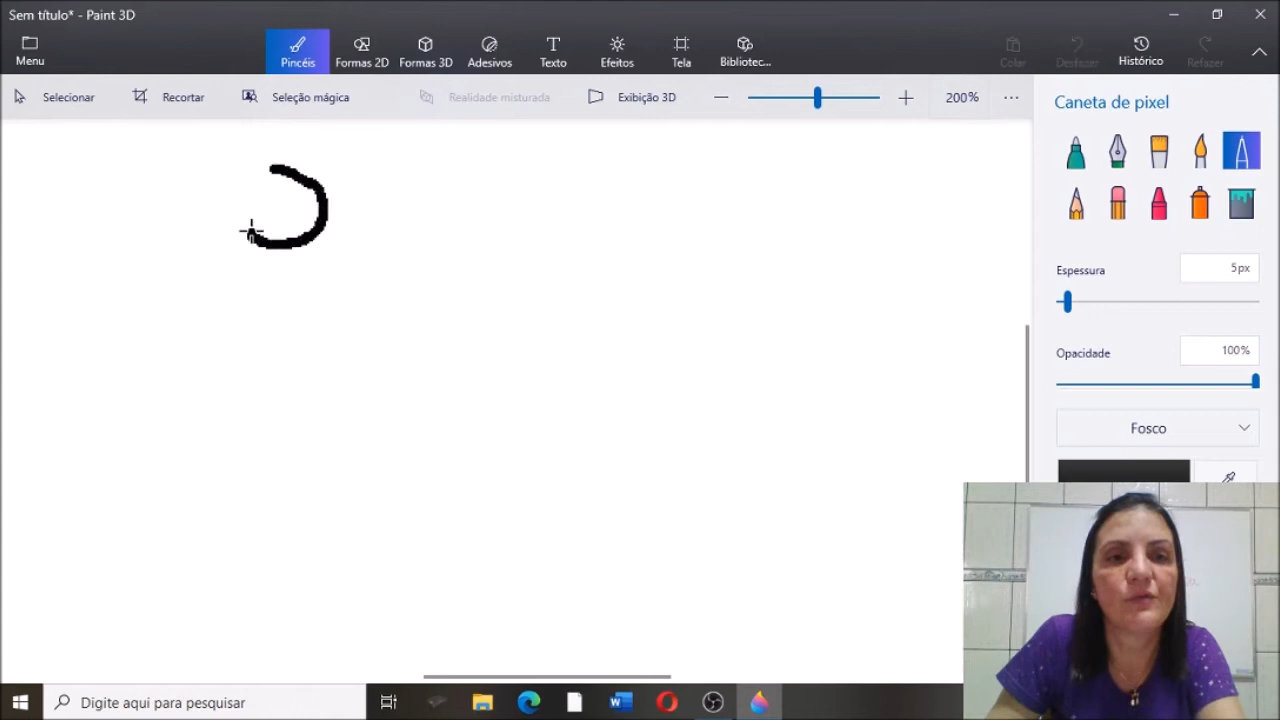 Sem título* - Paint 3D
Menu
Pincéis
Formas 2D
Formas 3D
Adesivos
Texto
Efeitos
Tela
Bibliotec...
Colar
Desfazer
Histórico
Refazer
Selecionar
Recortar
Seleção mágica
Realidade misturada
Exibição 3D
200%
Caneta de pixel
Espessura
5px
Opacidade
100%
Fosco
Digite aqui para pesquisar